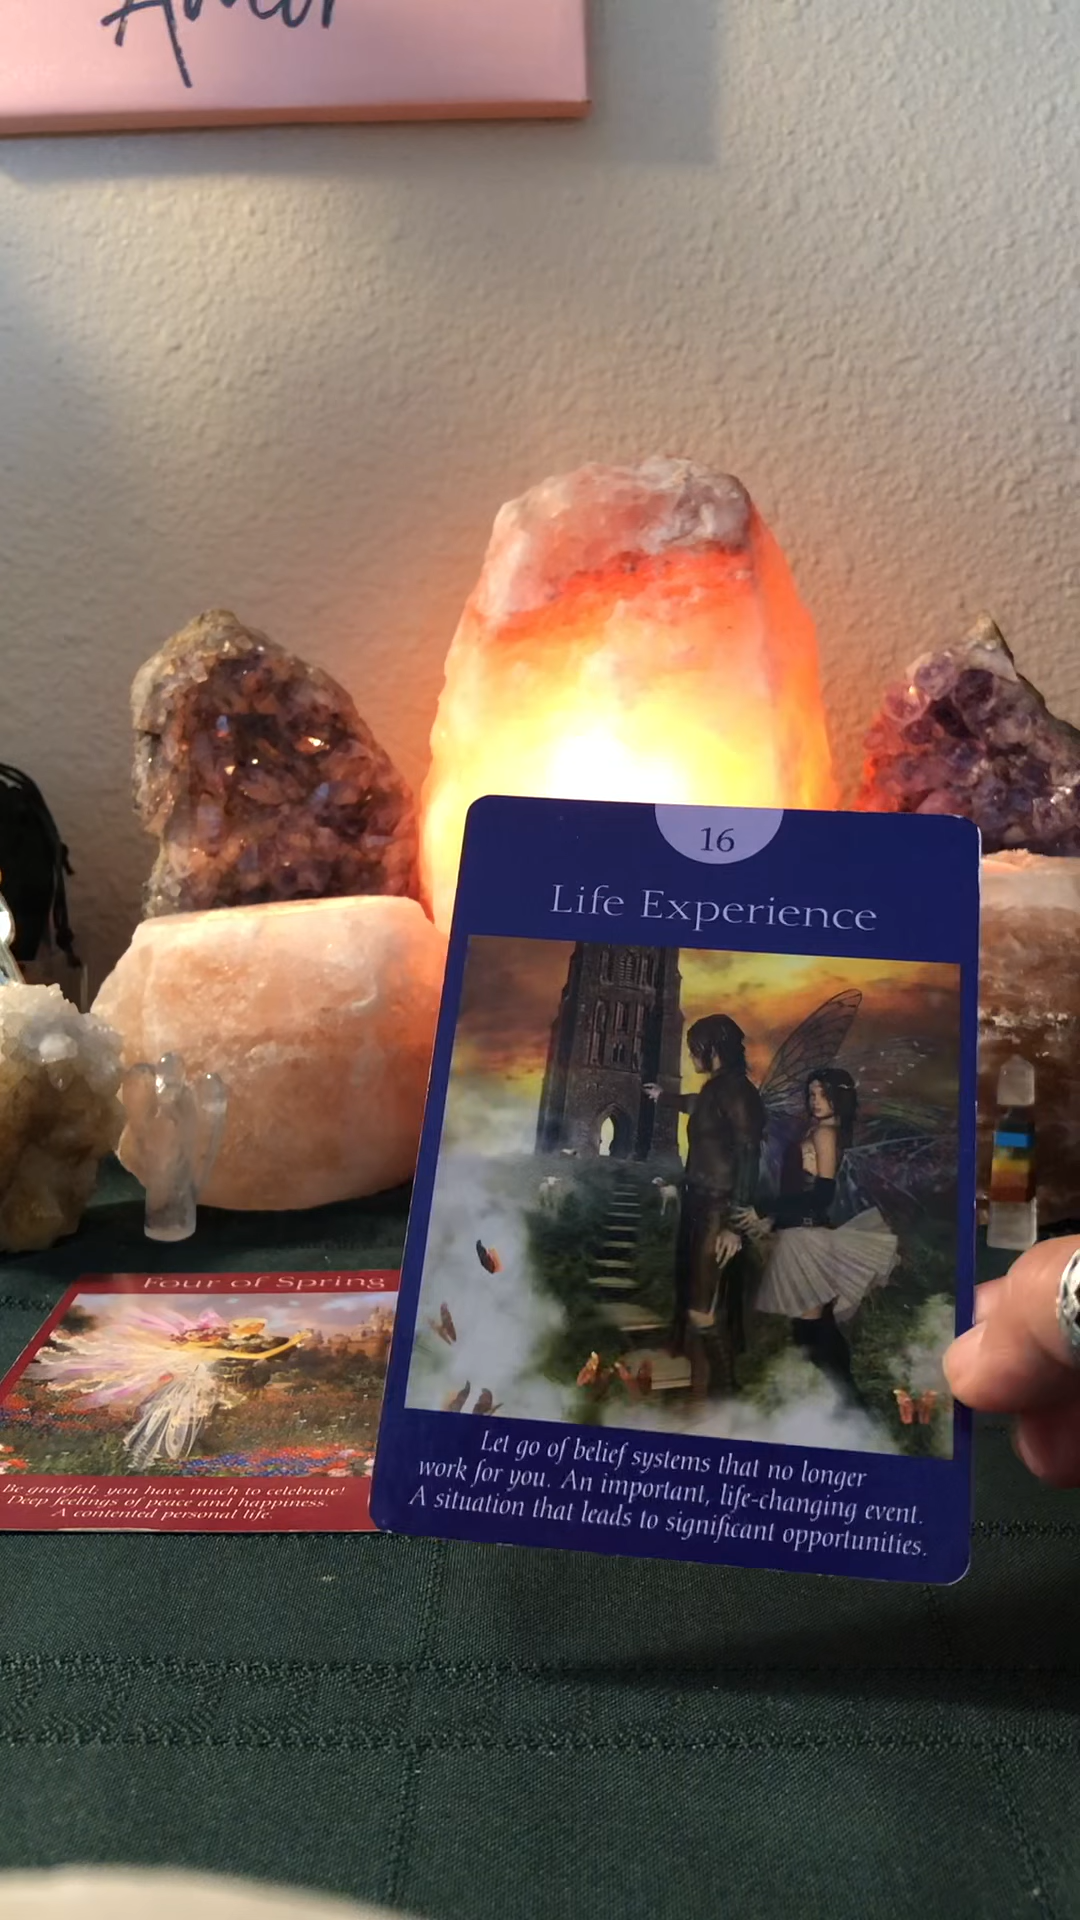 Amor
16
Life Experience
Let go of belief systems that no longer
work for you. An important, life-changing event.
A situation that leads to significant opportunities.
Four of Spring
Be grateful, you have much to celebrate!
Deep feelings of peace and happiness.
A contented personal life.